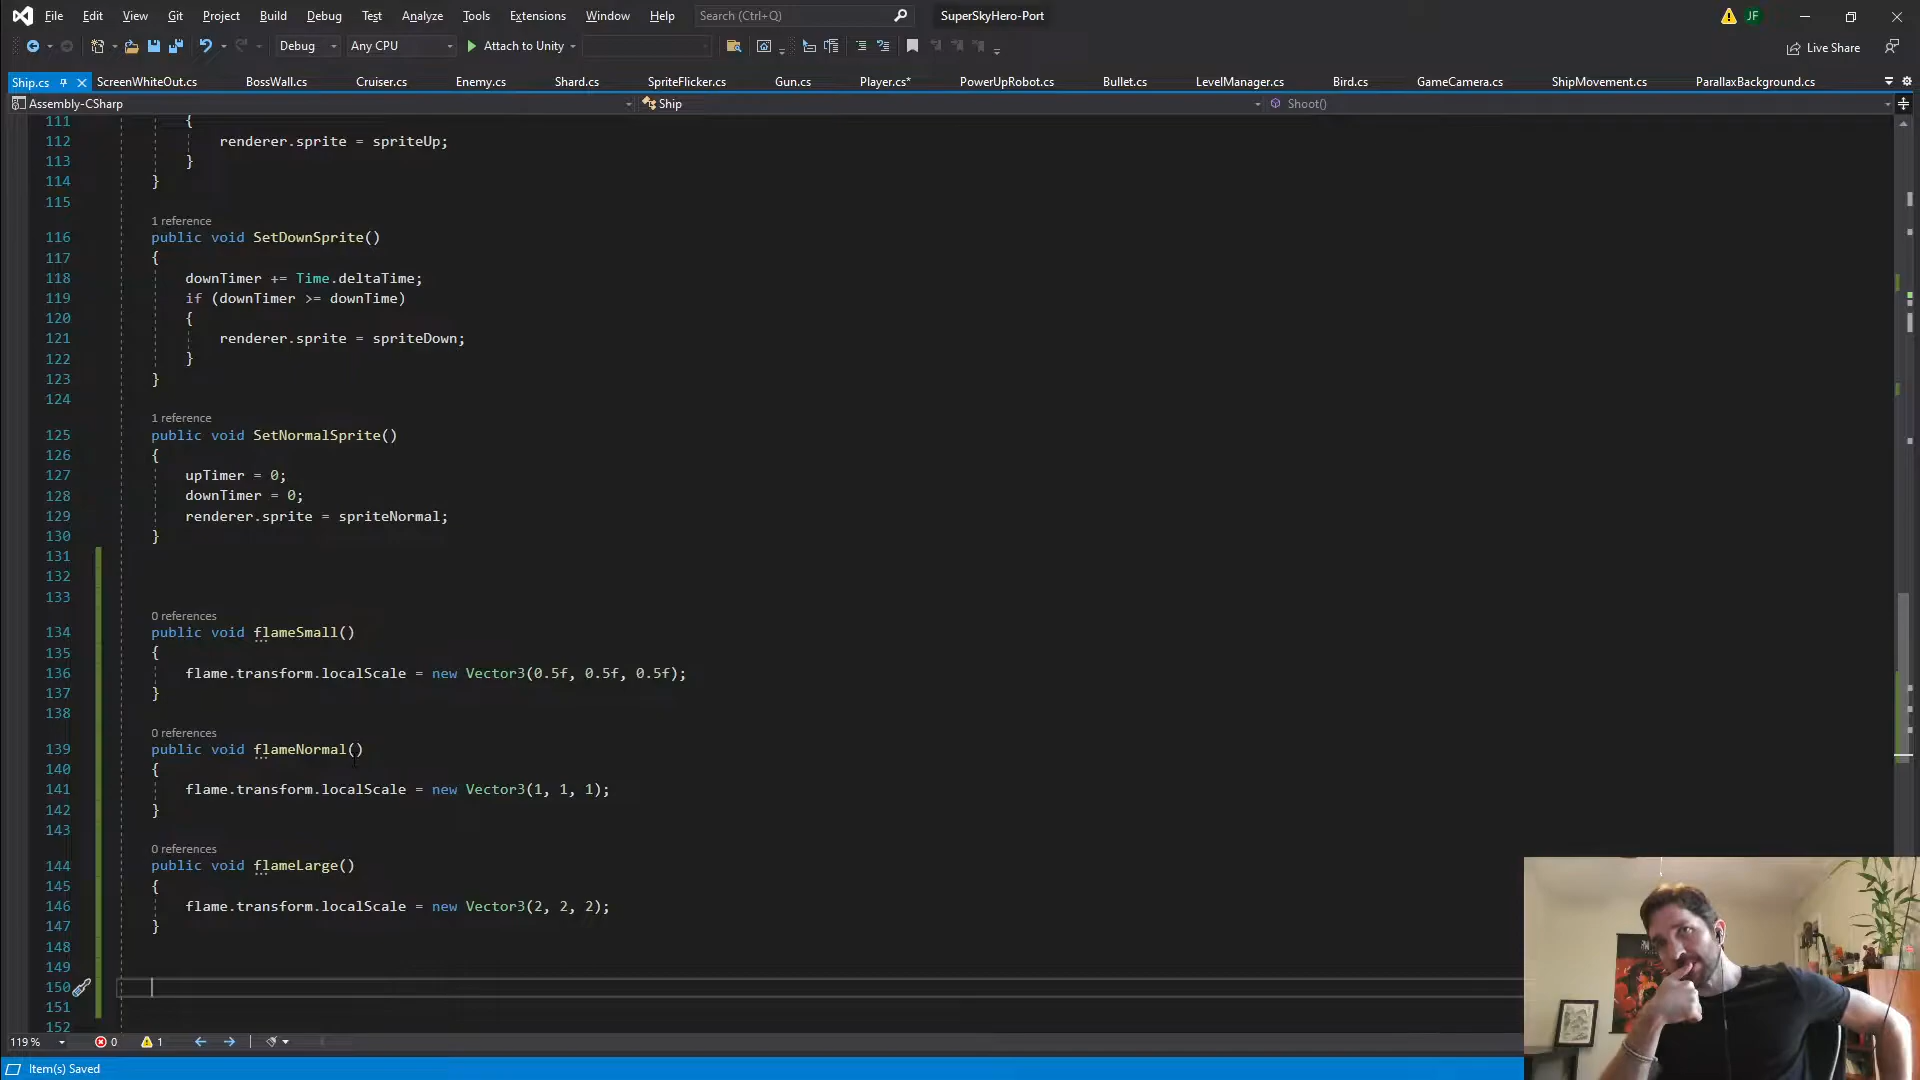 File Edit View Git Project Build Debug Test Analyze Tools Extensions Window Help Search (Ctrl+Q) SuperSkyHero-Port JF
Debug Any CPU Attach to Unity Live Share
Ship.cs ScreenWhiteOut.cs BossWall.cs Cruiser.cs Enemy.cs Shard.cs SpriteFlicker.cs Gun.cs Player.cs* PowerUpRobot.cs Bullet.cs LevelManager.cs Bird.cs GameCamera.cs ShipMovement.cs ParallaxBackground.cs
Assembly-CSharp Ship Shoot()
111 {
112 renderer.sprite = spriteUp;
113 }
114 }
115
1 reference
116 public void SetDownSprite()
117 {
118 downTimer += Time.deltaTime;
119 if (downTimer >= downTime)
120 {
121 renderer.sprite = spriteDown;
122 }
123 }
124
1 reference
125 public void SetNormalSprite()
126 {
127 upTimer = 0;
128 downTimer = 0;
129 renderer.sprite = spriteNormal;
130 }
131
132
133
0 references
134 public void flameSmall()
135 {
136 flame.transform.localScale = new Vector3(0.5f, 0.5f, 0.5f);
137 }
138
0 references
139 public void flameNormal()
140 {
141 flame.transform.localScale = new Vector3(1, 1, 1);
142 }
143
0 references
144 public void flameLarge()
145 {
146 flame.transform.localScale = new Vector3(2, 2, 2);
147 }
148
149
150
151
152
119 % 0 1
Item(s) Saved